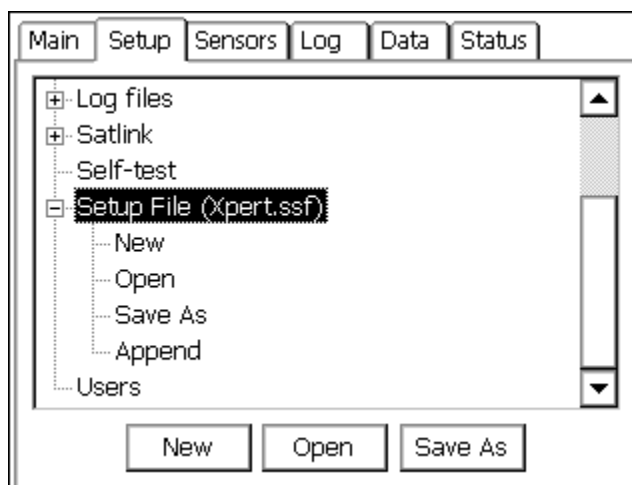 Main Setup Sensors Log Data Status
Log files
Satlink
Self-test
Setup File (Xpert.ssf)
New
Open
Save As
Append
Users
New Open Save As